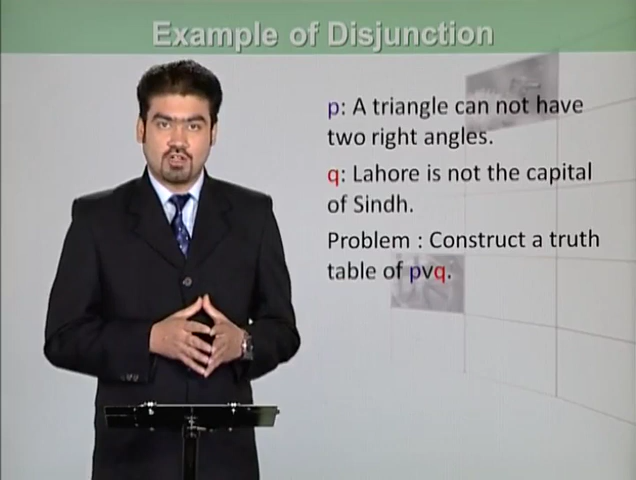 Example of Disjunction
p: A triangle can not have
two right angles.
q: Lahore is not the capital
of Sindh.
Problem : Construct a truth
table of pvq.